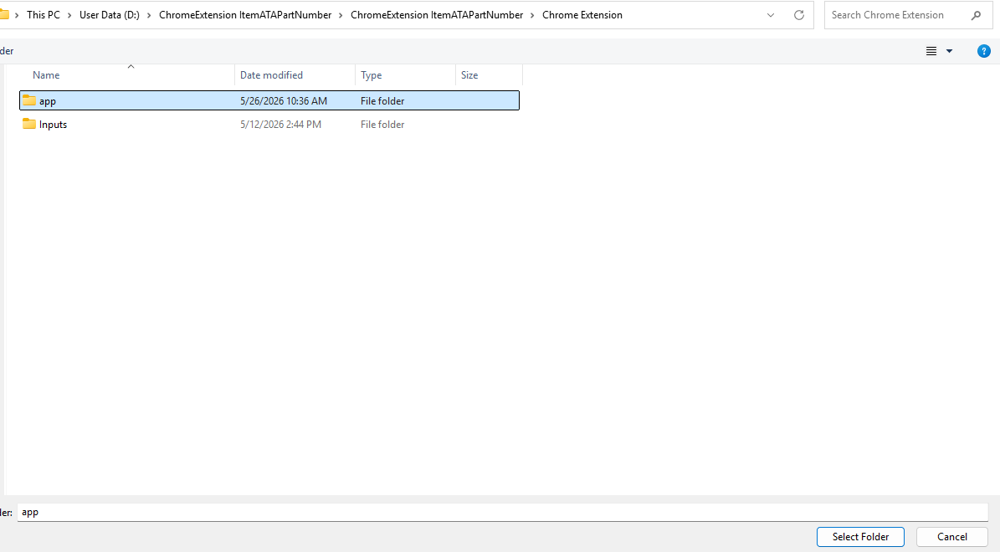 This PC > User Data (D:) > ChromeExtension ItemATAPartNumber > ChromeExtension ItemATAPartNumber > Chrome Extension
Search Chrome Extension
der
?
Name Date modified Type Size
app 5/26/2026 10:36 AM File folder
Inputs 5/12/2026 2:44 PM File folder
der: app
Select Folder Cancel